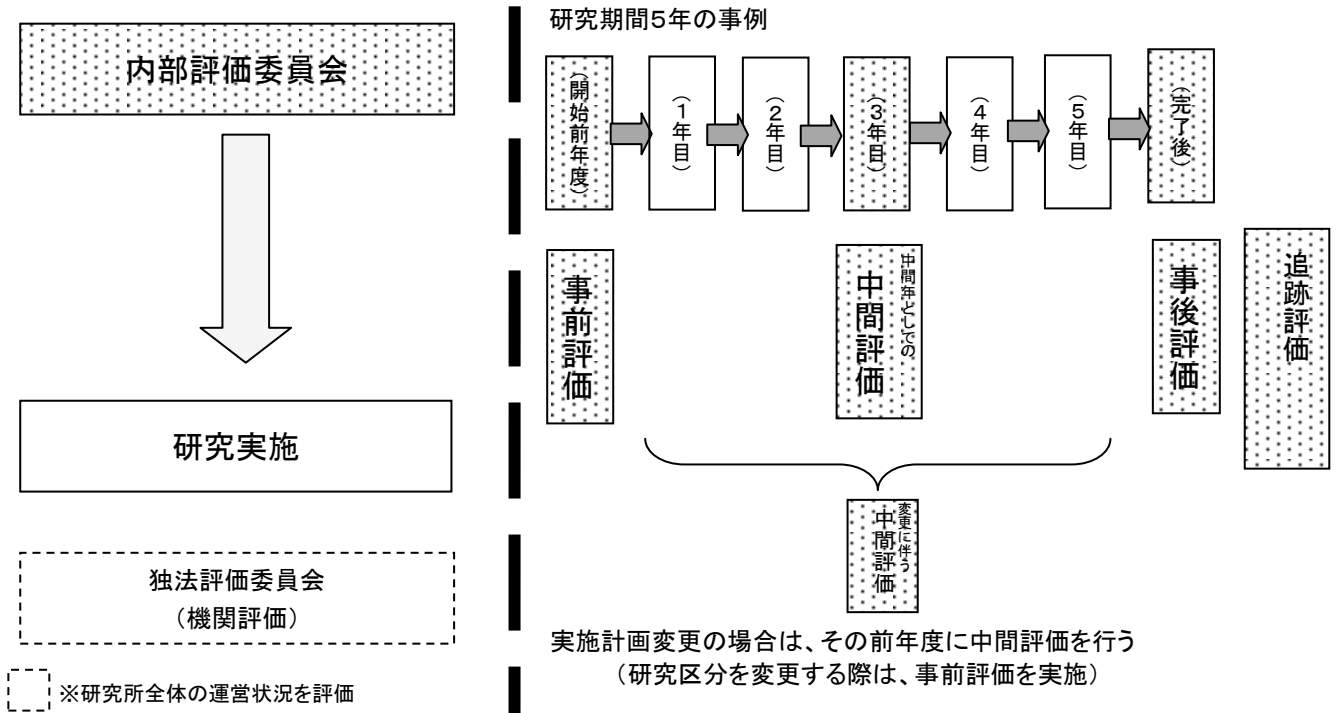 内部評価委員会
研究実施
独法評価委員会
（機関評価）
※研究所全体の運営状況を評価
研究期間5年の事例
（開始前年度）
（1年目）
（2年目）
（3年目）
（4年目）
（5年目）
（完了後）
事前評価
中間年としての
中間評価
事後評価
追跡評価
変更に伴う
中間評価
実施計画変更の場合は、その前年度に中間評価を行う
（研究区分を変更する際は、事前評価を実施）